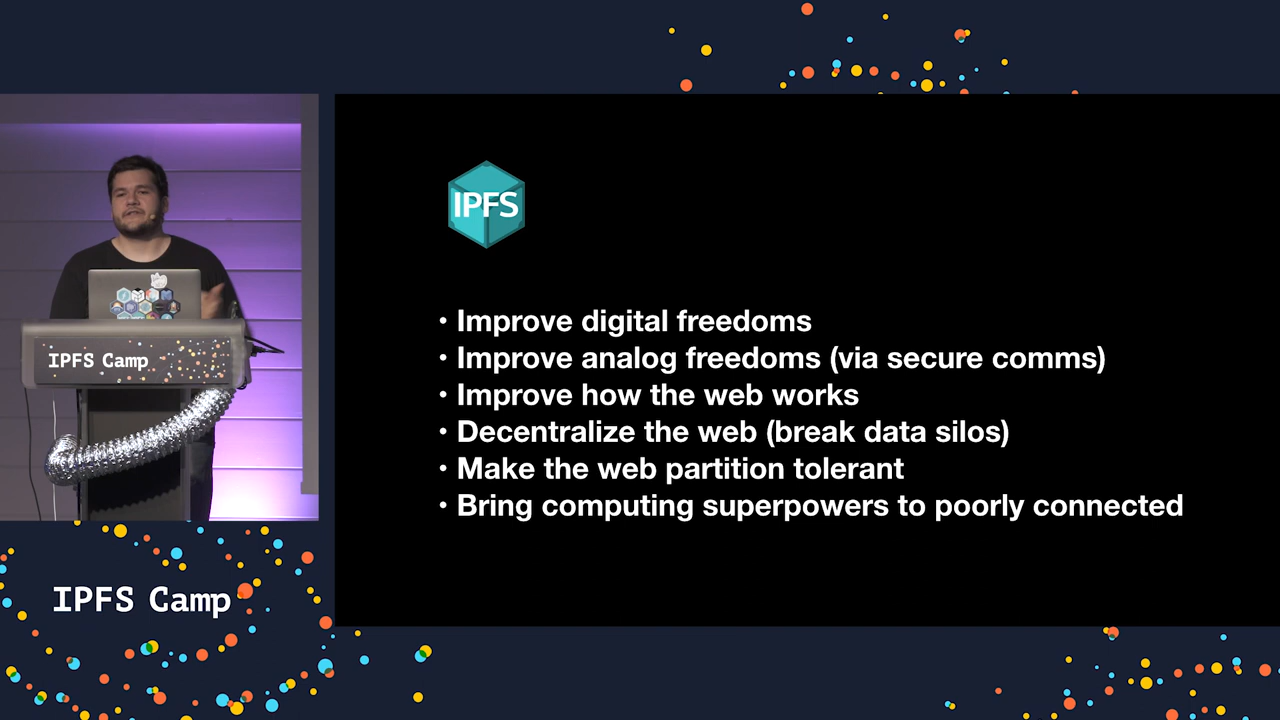 IPFS
• Improve digital freedoms
• Improve analog freedoms (via secure comms)
• Improve how the web works
• Decentralize the web (break data silos)
• Make the web partition tolerant
• Bring computing superpowers to poorly connected
IPFS Camp
IPFS Camp